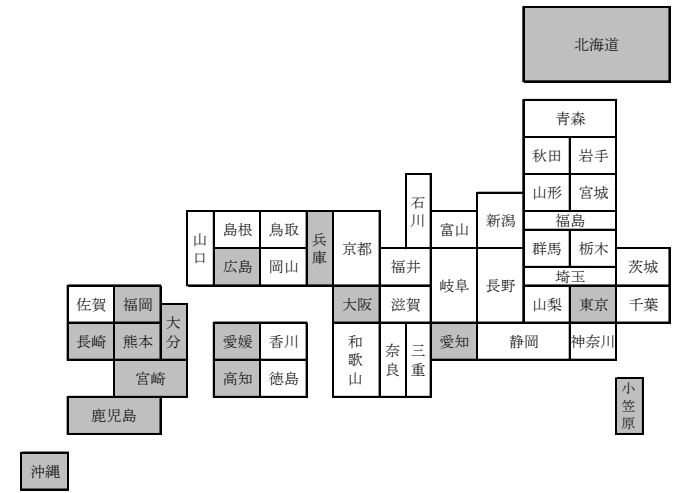 北海道
青森
秋田
岩手
山形
宮城
石川
新潟
福島
山口
島根
鳥取
兵庫
京都
富山
群馬
栃木
広島
岡山
福井
岐阜
長野
埼玉
茨城
佐賀
福岡
大分
大阪
滋賀
山梨
東京
千葉
長崎
熊本
愛媛
香川
和歌山
奈良
三重
愛知
静岡
神奈川
宮崎
高知
徳島
小笠原
鹿児島
沖縄